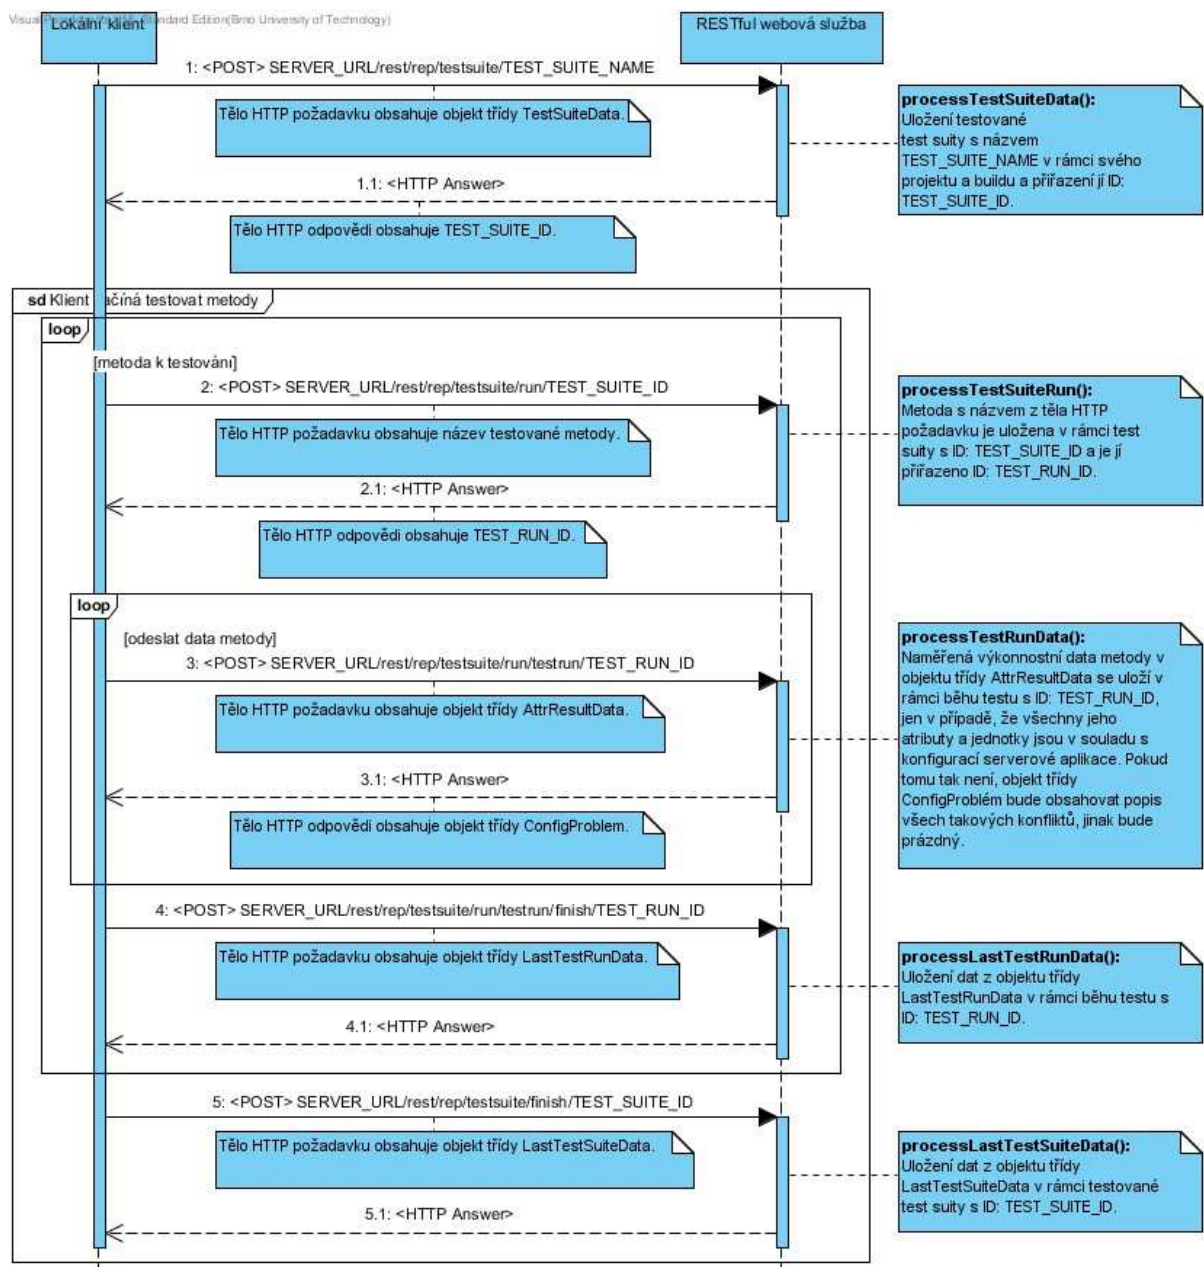 Visual Paradigm for UML Standard Edition(Brno University of Technology)
Lokální klient
RESTful webová služba
1: <POST> SERVER_URL/rest/rep/testsuite/TEST_SUITE_NAME
Tělo HTTP požadavku obsahuje objekt třídy TestSuiteData.
processTestSuiteData():
Uložení testované
test suity s názvem
TEST_SUITE_NAME v rámci svého
projektu a buildu a přiřazení jí ID:
TEST_SUITE_ID.
1.1: <HTTP Answer>
Tělo HTTP odpovědi obsahuje TEST_SUITE_ID.
sd Klient začíná testovat metody
loop
[metoda k testování]
2: <POST> SERVER_URL/rest/rep/testsuite/run/TEST_SUITE_ID
Tělo HTTP požadavku obsahuje název testované metody.
processTestSuiteRun():
Metoda s názvem z těla HTTP
požadavku je uložena v rámci test
suity s ID: TEST_SUITE_ID a je jí
přiřazeno ID: TEST_RUN_ID.
2.1: <HTTP Answer>
Tělo HTTP odpovědi obsahuje TEST_RUN_ID.
loop
[odeslat data metody]
3: <POST> SERVER_URL/rest/rep/testsuite/run/testrun/TEST_RUN_ID
Tělo HTTP požadavku obsahuje objekt třídy AttrResultData.
processTestRunData():
Naměřená výkonnostní data metody v
objektu třídy AttrResultData se uloží v
rámci běhu testu s ID: TEST_RUN_ID,
jen v případě, že všechny jeho
atributy a jednotky jsou v souladu s
konfigurací serverové aplikace. Pokud
tomu tak není, objekt třídy
ConfigProblém bude obsahovat popis
všech takových konfliktů, jinak bude
prázdný.
3.1: <HTTP Answer>
Tělo HTTP odpovědi obsahuje objekt třídy ConfigProblem.
4: <POST> SERVER_URL/rest/rep/testsuite/run/testrun/finish/TEST_RUN_ID
Tělo HTTP požadavku obsahuje objekt třídy LastTestRunData.
processLastTestRunData():
Uložení dat z objektu třídy
LastTestRunData v rámci běhu testu s
ID: TEST_RUN_ID.
4.1: <HTTP Answer>
5: <POST> SERVER_URL/rest/rep/testsuite/finish/TEST_SUITE_ID
Tělo HTTP požadavku obsahuje objekt třídy LastTestSuiteData.
processLastTestSuiteData():
Uložení dat z objektu třídy
LastTestSuiteData v rámci testované
test suity s ID: TEST_SUITE_ID.
5.1: <HTTP Answer>